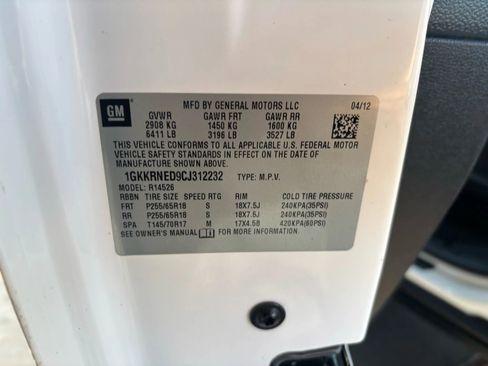 GM
MFD BY GENERAL MOTORS LLC 04/12
GVWR GAWR FRT GAWR RR
2908 KG 1450 KG 1600 KG
6411 LB 3196 LB 3527 LB
THIS VEHICLE CONFORMS TO ALL APPLICABLE U.S. FEDERAL MOTOR
VEHICLE SAFETY STANDARDS IN EFFECT ON THE DATE OF
MANUFACTURE SHOWN ABOVE.
1GKKRNED9CJ312232 TYPE: M.P.V.
MODEL: R14526
RBBN TIRE SIZE SPEED RTG RIM COLD TIRE PRESSURE
FRT P255/65R18 S 18X7.5J 240KPA(35PSI)
RR P255/65R18 S 18X7.5J 240KPA(35PSI)
SPA T145/70R17 M 17X4.5B 420KPA(60PSI)
SEE OWNER'S MANUAL FOR MORE INFORMATION.